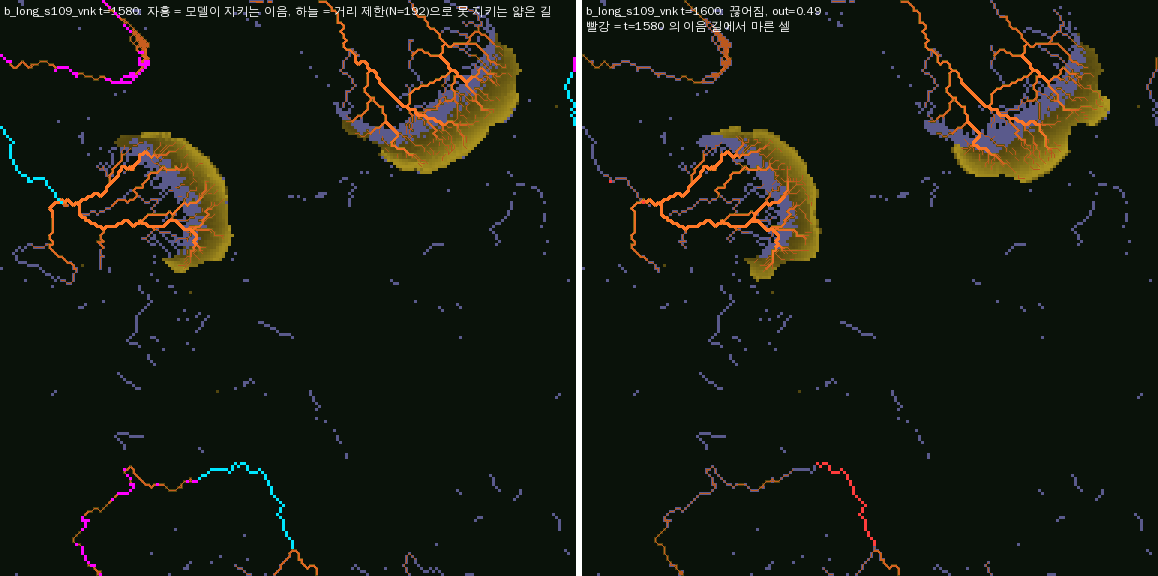 b_long_s109_vnk t=1580: 자홍 = 모델이 지키는 이음, 하늘 = 거리 제한(N=192)으로 못 지키는 얇은 길
b_long_s109_vnk t=1600: 끊어짐, out=0.49
빨강 = t=1580 의 이음 길에서 마른 셀